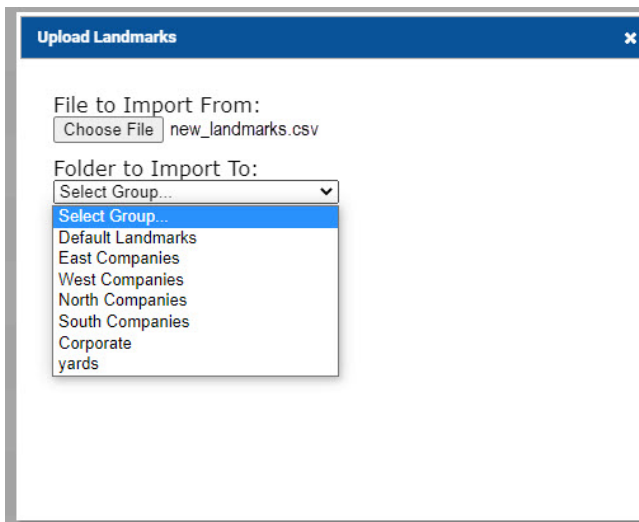 Upload Landmarks
File to Import From:
Choose File new_landmarks.csv
Folder to Import To:
Select Group...
Select Group...
Default Landmarks
East Companies
West Companies
North Companies
South Companies
Corporate
yards